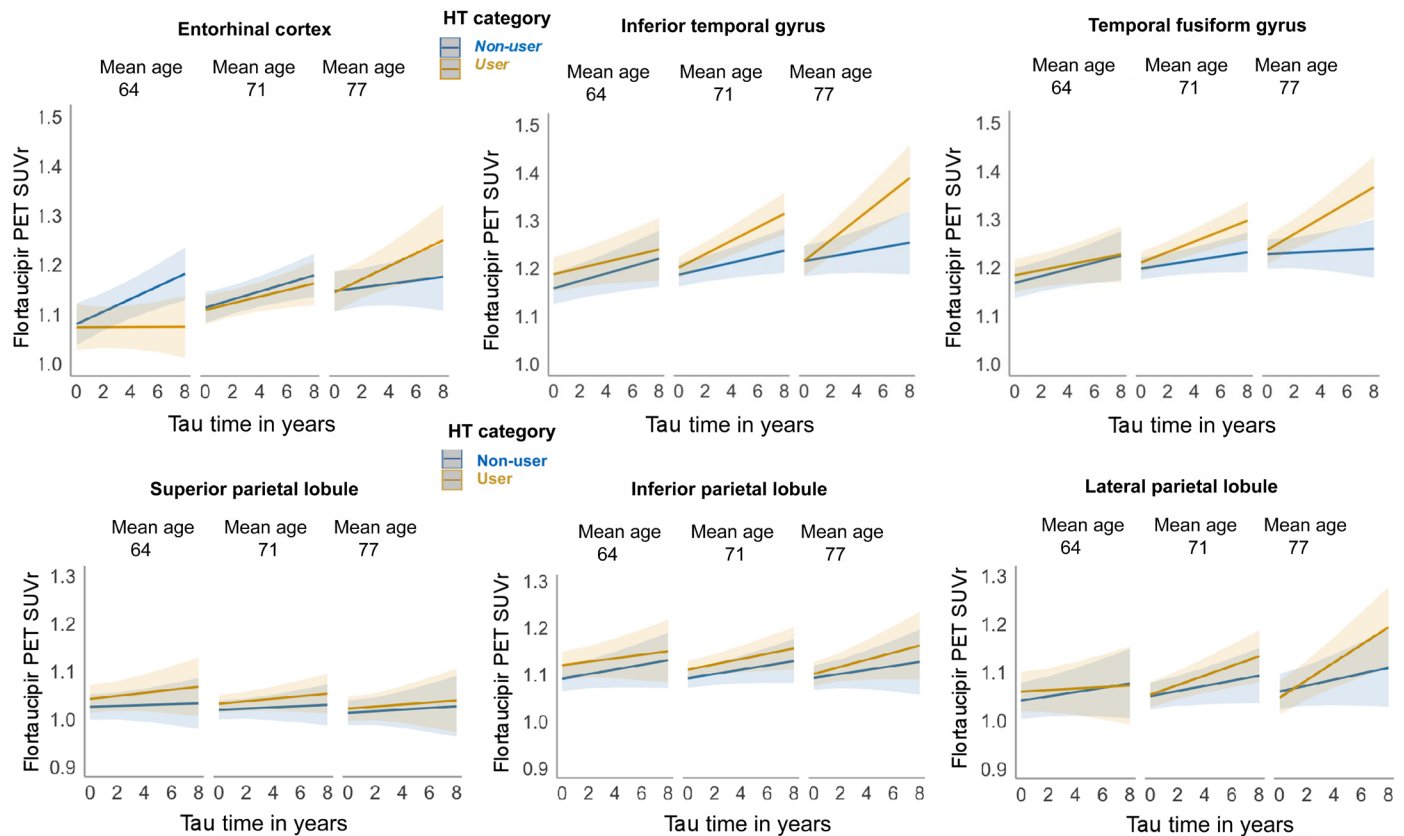 Entorhinal cortex
HT category
Non-user
User
Mean age
64
Mean age
71
Mean age
77
Flortaucipir PET SUVr
1.5
1.4
1.3
1.2
1.1
1.0
0 2 4 6 8 0 2 4 6 8 0 2 4 6 8
Tau time in years
Inferior temporal gyrus
Mean age
64
Mean age
71
Mean age
77
Flortaucipir PET SUVr
1.5
1.4
1.3
1.2
1.1
1.0
0 2 4 6 8 0 2 4 6 8 0 2 4 6 8
Tau time in years
Temporal fusiform gyrus
Mean age
64
Mean age
71
Mean age
77
Flortaucipir PET SUVr
1.5
1.4
1.3
1.2
1.1
1.0
0 2 4 6 8 0 2 4 6 8 0 2 4 6 8
Tau time in years
HT category
Non-user
User
Superior parietal lobule
Mean age
64
Mean age
71
Mean age
77
Flortaucipir PET SUVr
1.3
1.2
1.1
1.0
0.9
0 2 4 6 8 0 2 4 6 8 0 2 4 6 8
Tau time in years
Inferior parietal lobule
Mean age
64
Mean age
71
Mean age
77
Flortaucipir PET SUVr
1.3
1.2
1.1
1.0
0.9
0 2 4 6 8 0 2 4 6 8 0 2 4 6 8
Tau time in years
Lateral parietal lobule
Mean age
64
Mean age
71
Mean age
77
Flortaucipir PET SUVr
1.3
1.2
1.1
1.0
0.9
0 2 4 6 8 0 2 4 6 8 0 2 4 6 8
Tau time in years